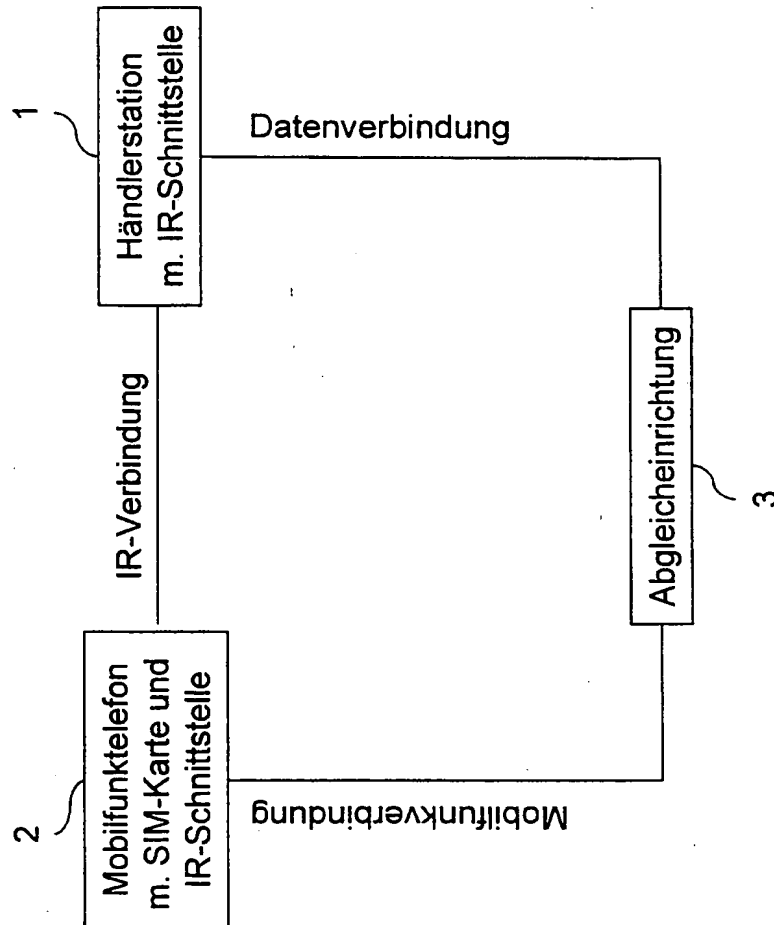 2
Mobilfunktelefon
m. SIM-Karte und
IR-Schnittstelle
IR-Verbindung
1
Händlerstation
m. IR-Schnittstelle
Mobilfunkverbindung
Datenverbindung
Abgleicheinrichtung
3